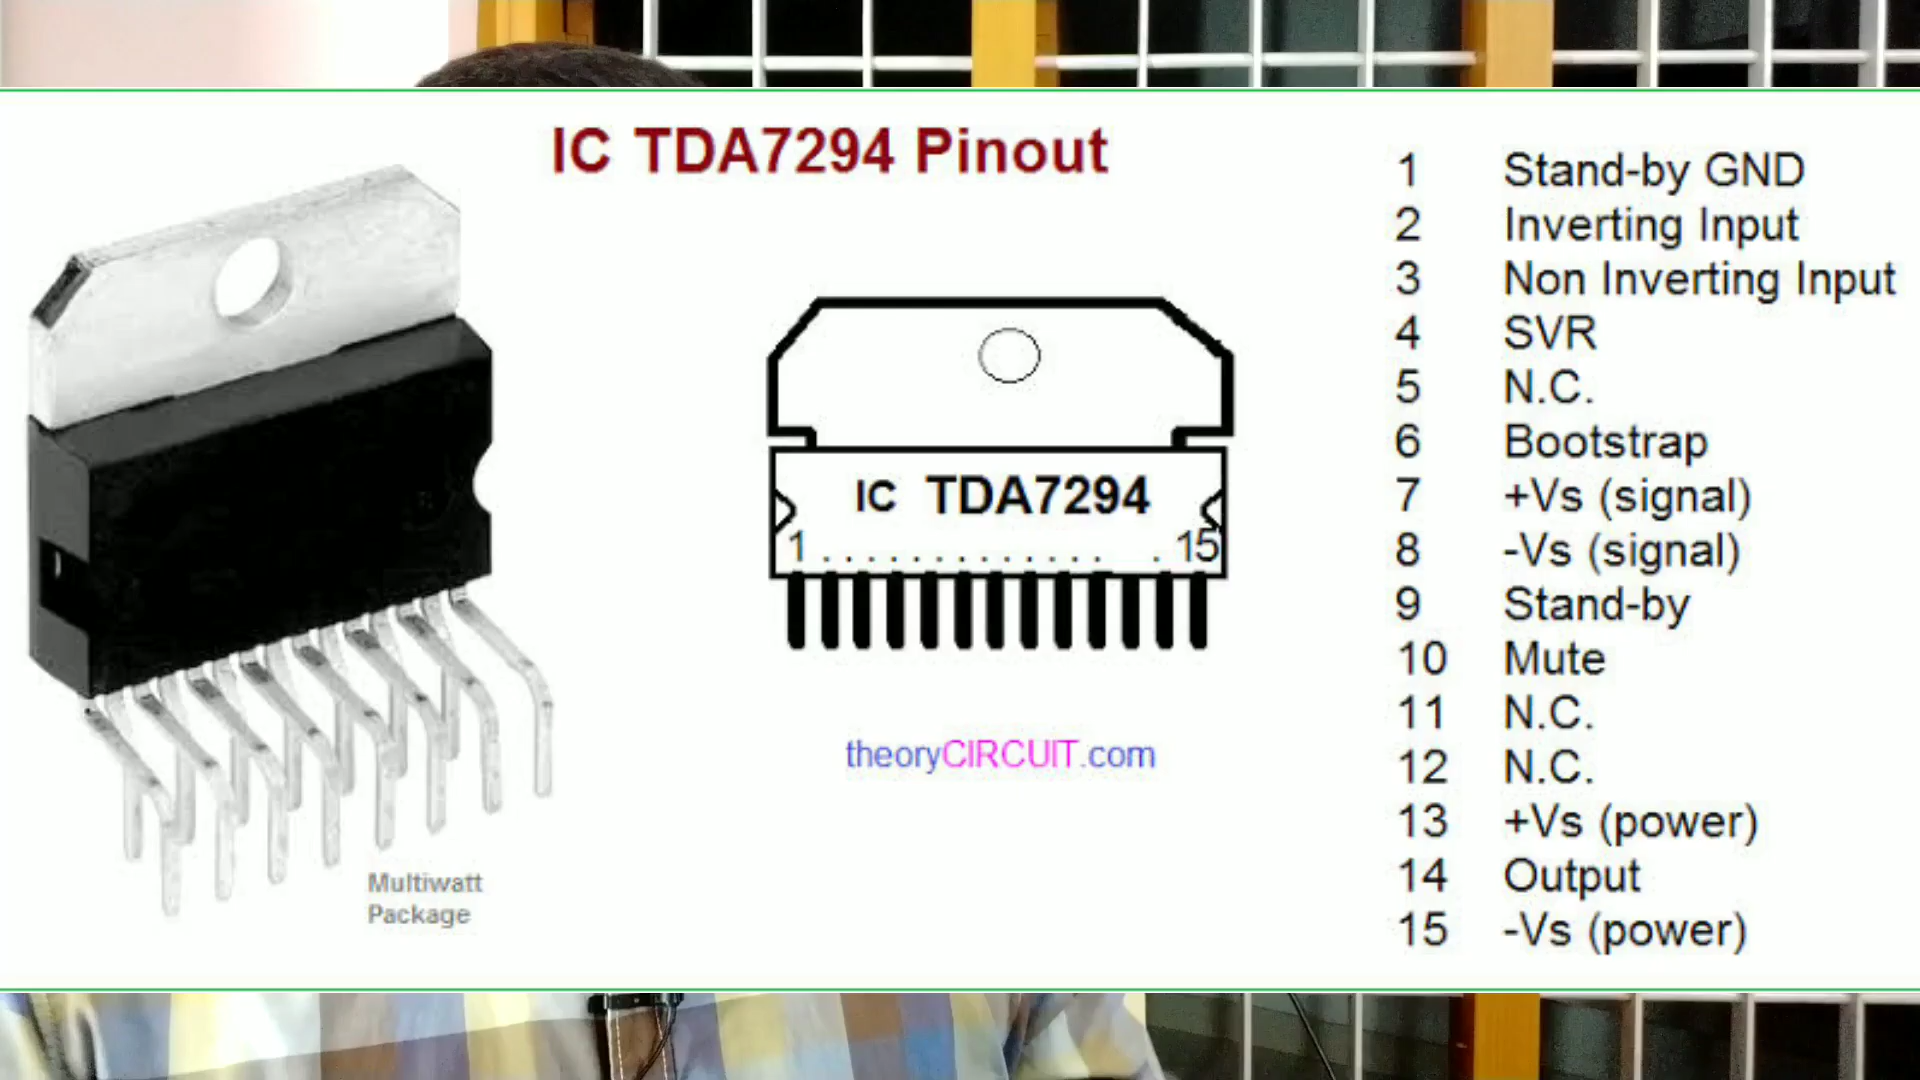 IC TDA7294 Pinout
IC TDA7294
1 . . . . . . . . . . . . . . 15
theoryCIRCUIT.com
Multiwatt
Package
1 Stand-by GND
2 Inverting Input
3 Non Inverting Input
4 SVR
5 N.C.
6 Bootstrap
7 +Vs (signal)
8 -Vs (signal)
9 Stand-by
10 Mute
11 N.C.
12 N.C.
13 +Vs (power)
14 Output
15 -Vs (power)